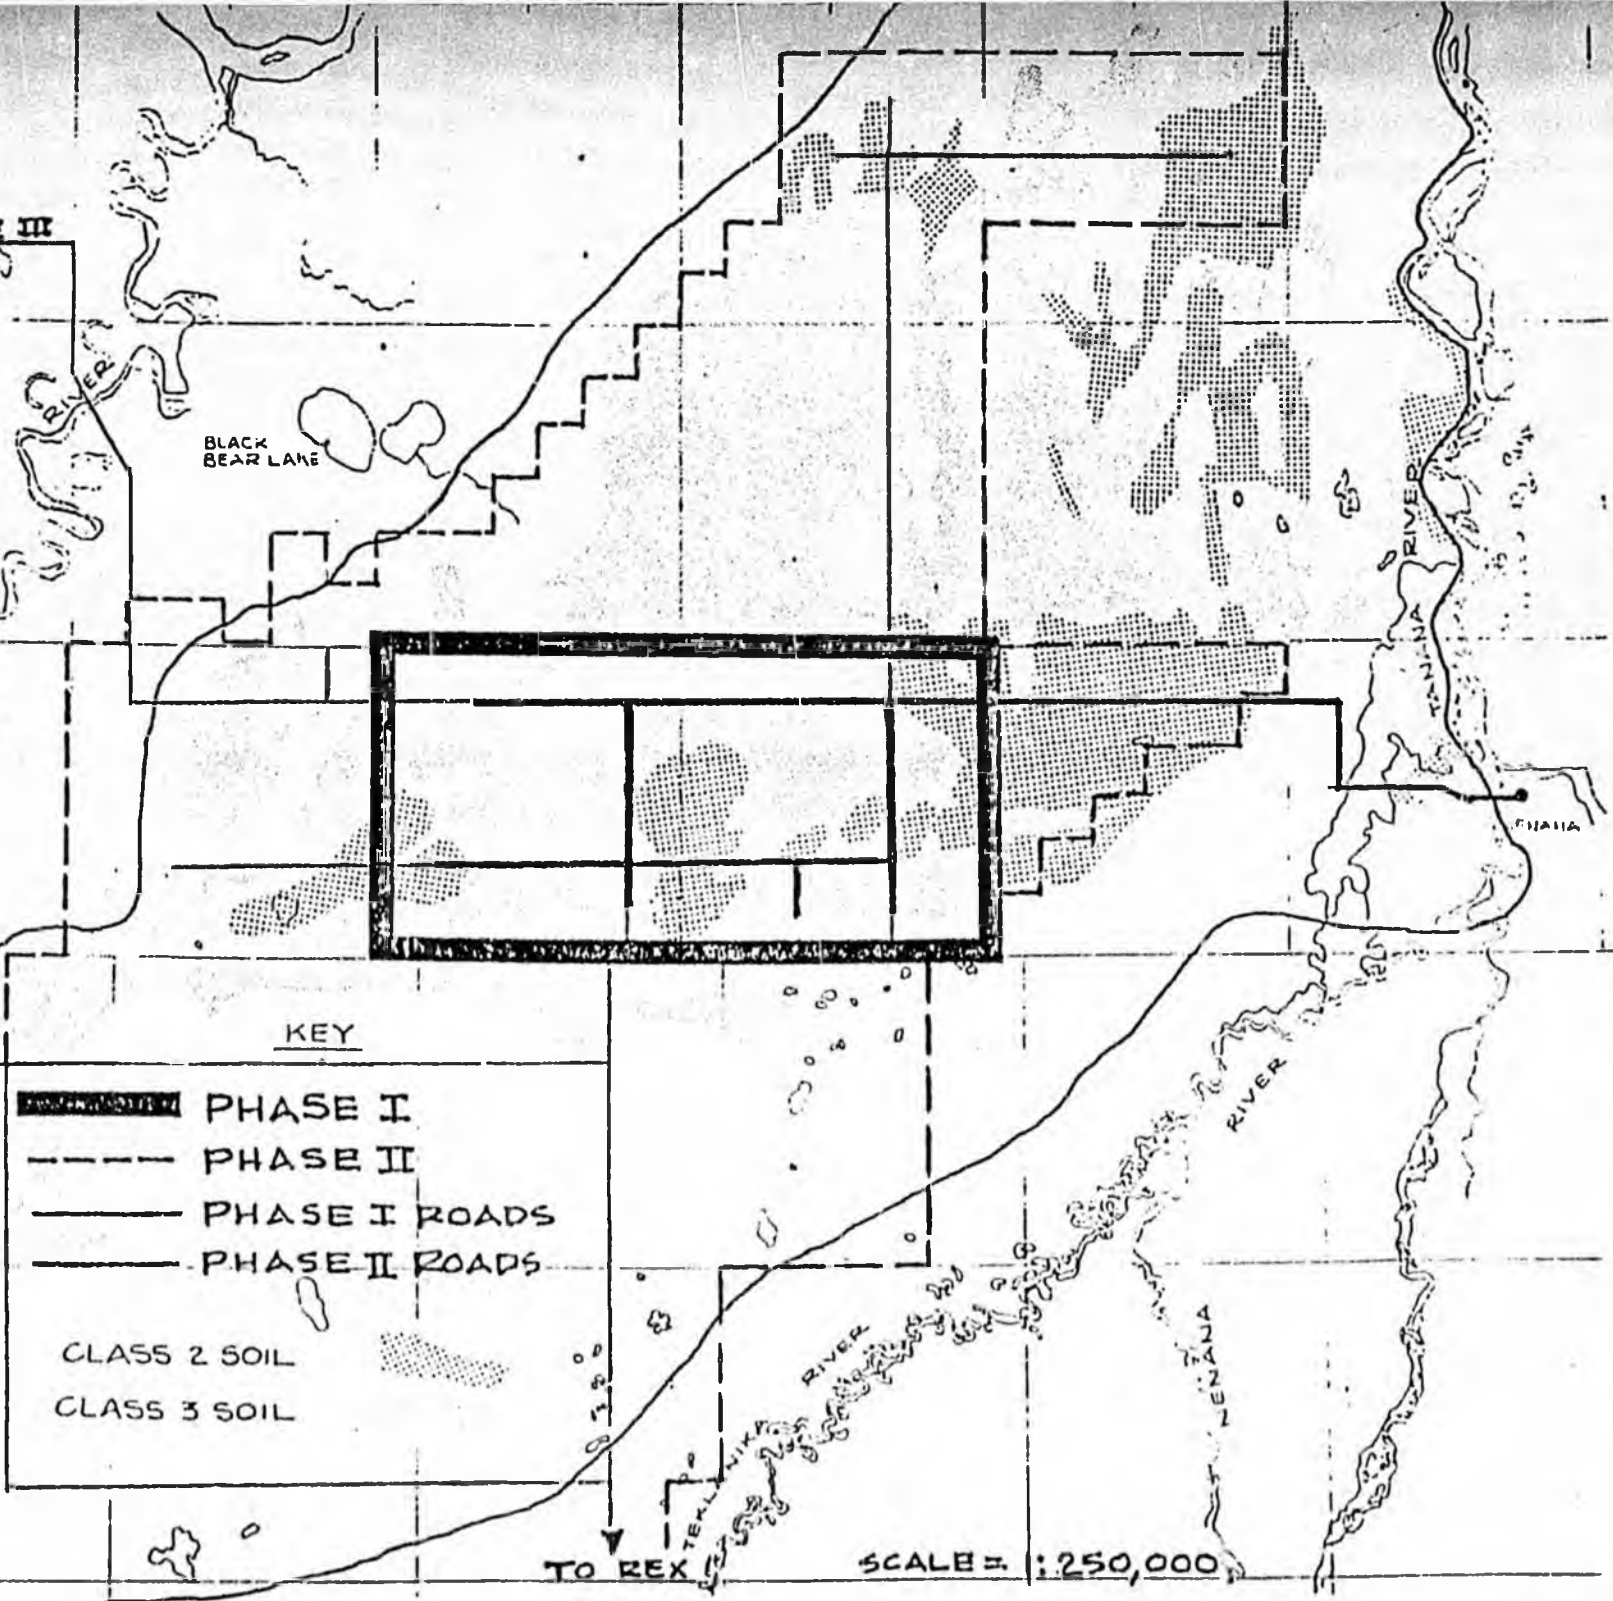 III
RIVER
BLACK
BEAR LAKE
RIVER
TANANA
KEY
PHASE I
PHASE II
PHASE I ROADS
PHASE II ROADS
CLASS 2 SOIL
CLASS 3 SOIL
RIVER
RIVER
NENANA
TO REX
SCALE = 1:250,000